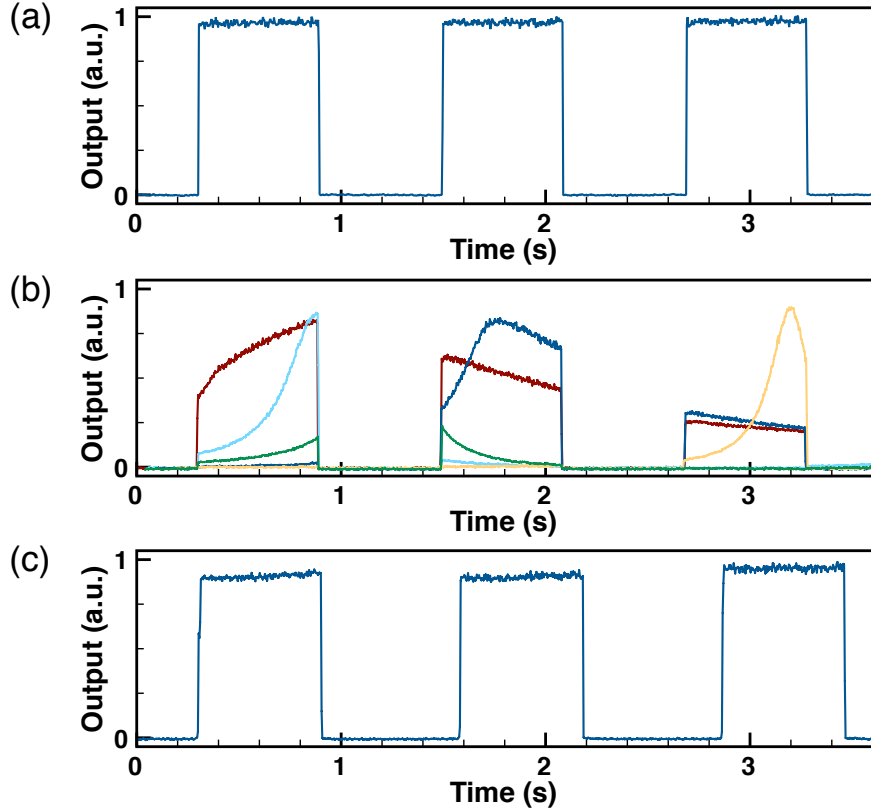 (a)
Output (a.u.)
1
0
0 1 2 3
Time (s)
(b)
Output (a.u.)
1
0
0 1 2 3
Time (s)
(c)
Output (a.u.)
1
0
0 1 2 3
Time (s)